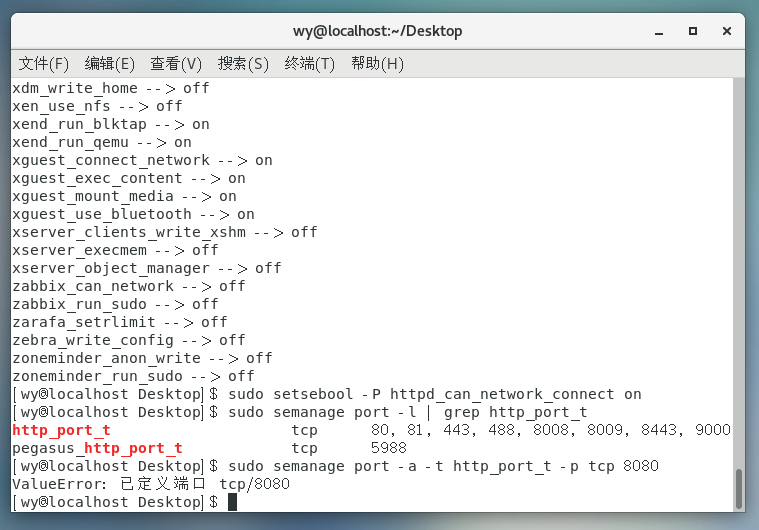 wy@localhost:~/Desktop
文件(F) 编辑(E) 查看(V) 搜索(S) 终端(T) 帮助(H)
xdm_write_home --> off
xen_use_nfs --> off
xend_run_blktap --> on
xend_run_qemu --> on
xguest_connect_network --> on
xguest_exec_content --> on
xguest_mount_media --> on
xguest_use_bluetooth --> on
xserver_clients_write_xshm --> off
xserver_execmem --> off
xserver_object_manager --> off
zabbix_can_network --> off
zabbix_run_sudo --> off
zarafa_setrlimit --> off
zebra_write_config --> off
zoneminder_anon_write --> off
zoneminder_run_sudo --> off
[wy@localhost Desktop]$ sudo setsebool -P httpd_can_network_connect on
[wy@localhost Desktop]$ sudo semanage port -l | grep http_port_t
http_port_t                    tcp      80, 81, 443, 488, 8008, 8009, 8443, 9000
pegasus_http_port_t            tcp      5988
[wy@localhost Desktop]$ sudo semanage port -a -t http_port_t -p tcp 8080
ValueError: 已定义端口 tcp/8080
[wy@localhost Desktop]$